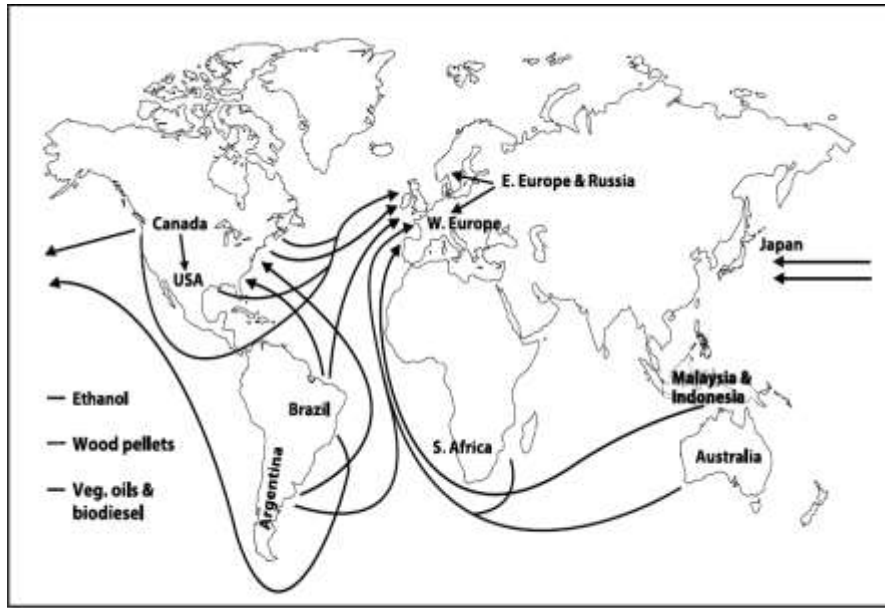 E. Europe & Russia
Canada
W. Europe
Japan
USA
Malaysia &
Indonesia
Ethanol
Brazil
Wood pellets
S. Africa
Australia
Argentina
Veg. oils &
biodiesel